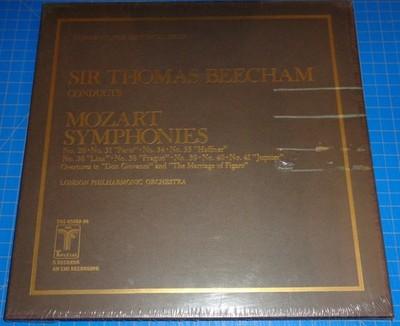 SIR THOMAS BEECHAM
CONDUCTS
MOZART
SYMPHONIES
No. 29 • No. 31 "Paris" • No. 34 • No. 35 "Haffner"
No. 36 "Linz" • No. 38 "Prague" • No. 39 • No. 40 • No. 41 "Jupiter"
Overtures to "Don Giovanni" and "The Marriage of Figaro"
LONDON PHILHARMONIC ORCHESTRA
Turnabout